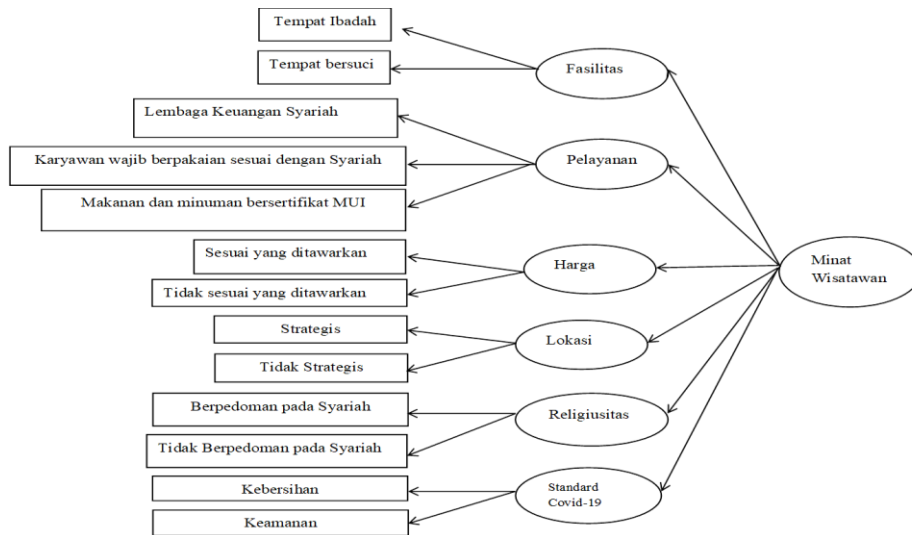 Tempat Ibadah
Tempat bersuci
Fasilitas
Lembaga Keuangan Syariah
Karyawan wajib berpakaian sesuai dengan Syariah
Makanan dan minuman bersertifikat MUI
Pelayanan
Sesuai yang ditawarkan
Tidak sesuai yang ditawarkan
Harga
Minat
Wisatawan
Strategis
Tidak Strategis
Lokasi
Berpedoman pada Syariah
Tidak Berpedoman pada Syariah
Religiusitas
Kebersihan
Keamanan
Standard
Covid-19